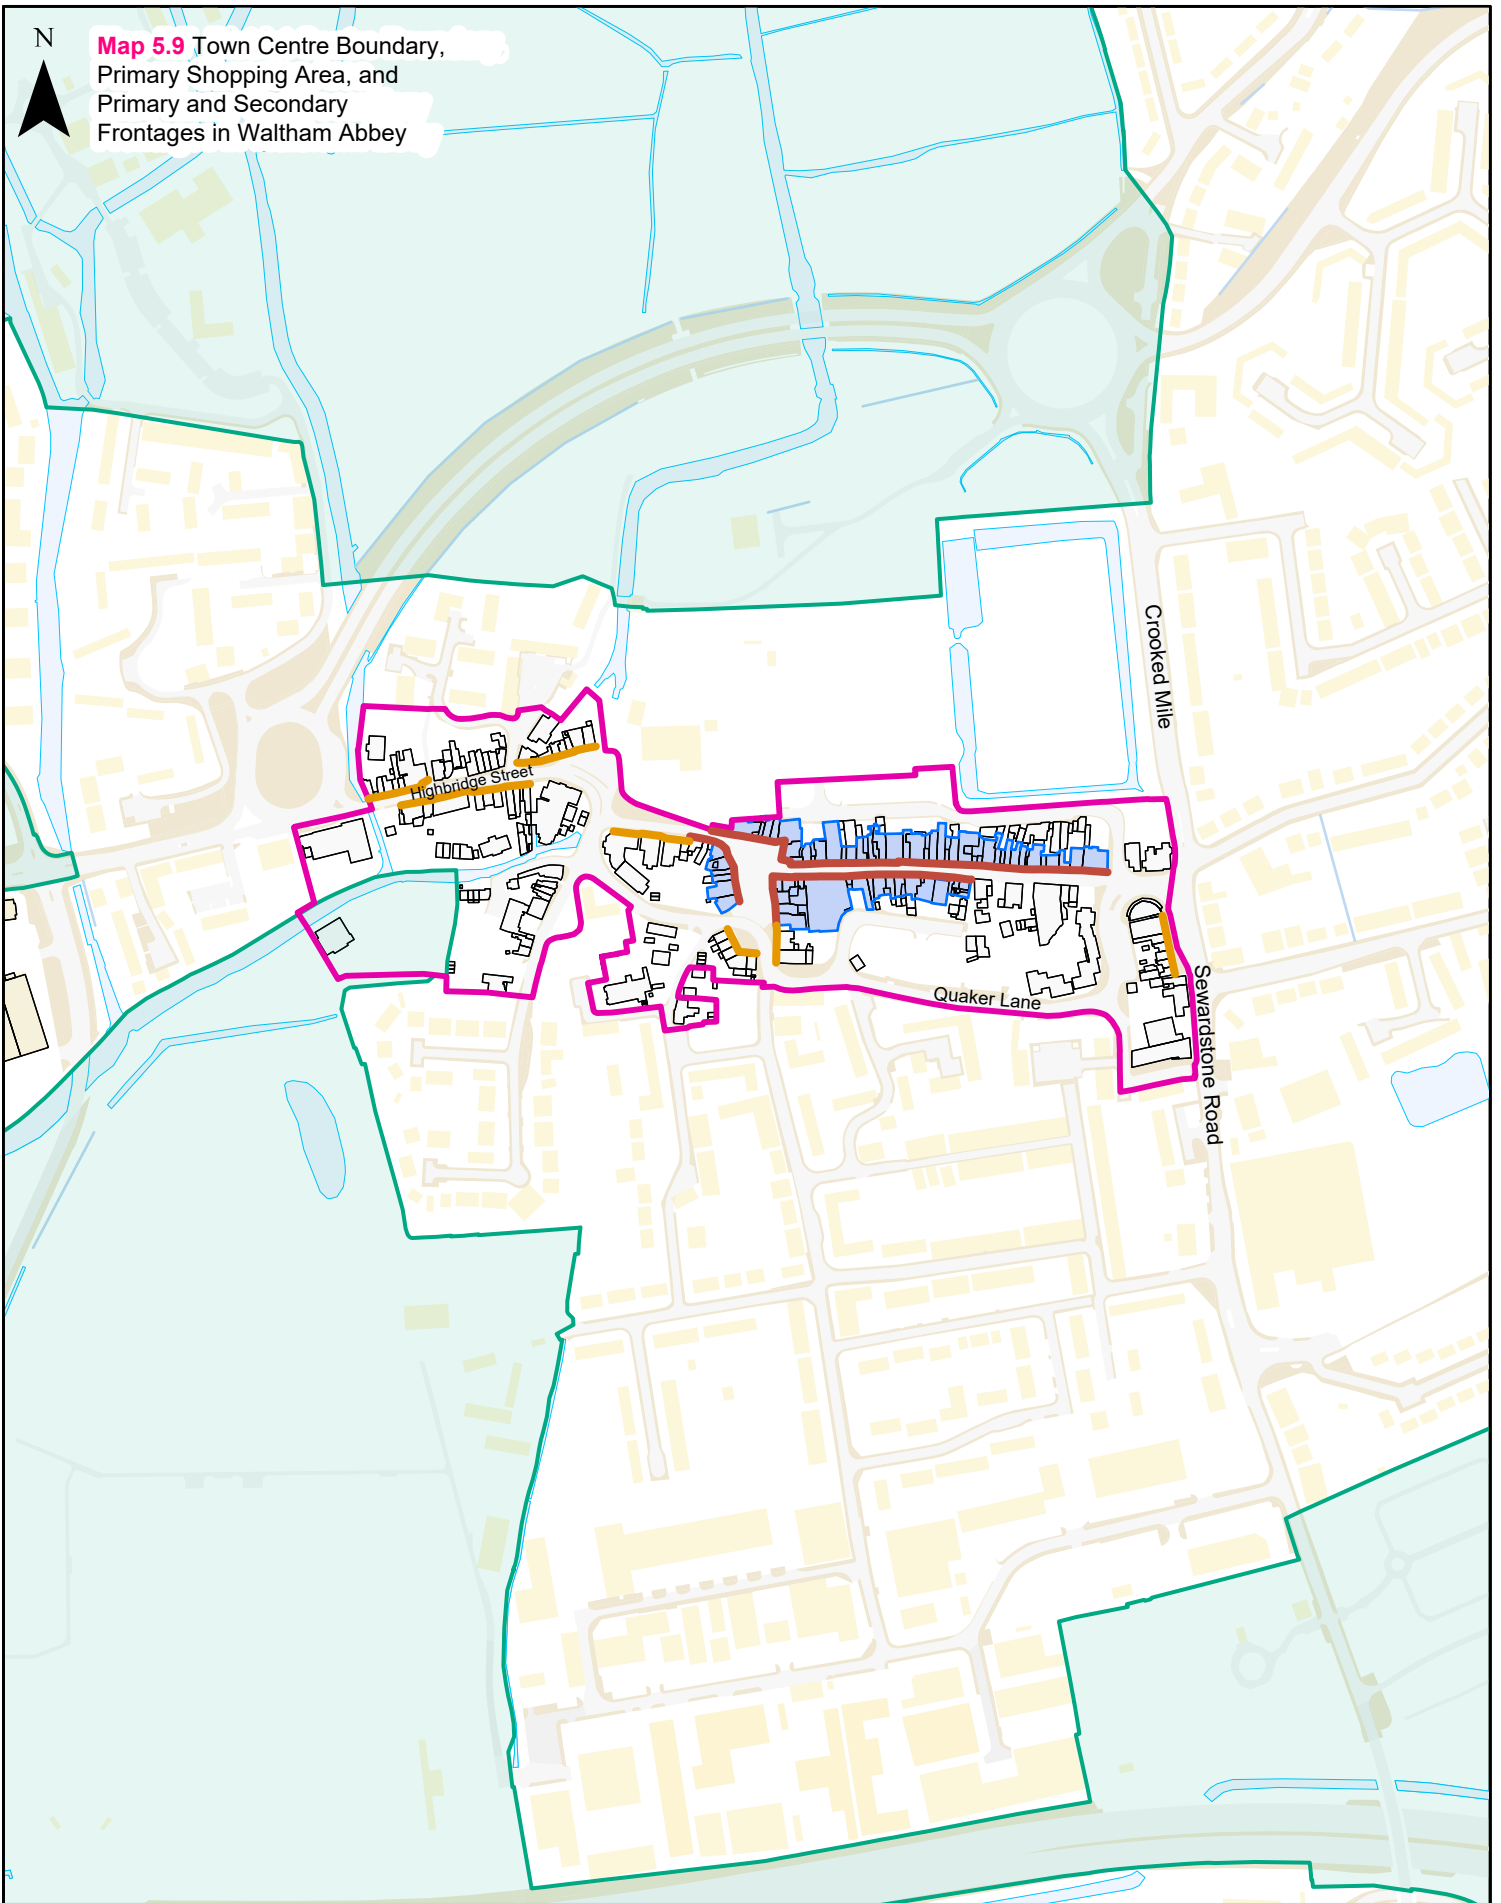 N
Map 5.9 Town Centre Boundary,
Primary Shopping Area, and
Primary and Secondary
Frontages in Waltham Abbey
Crooked Mile
Highbridge Street
Quaker Lane
Sewardstone Road